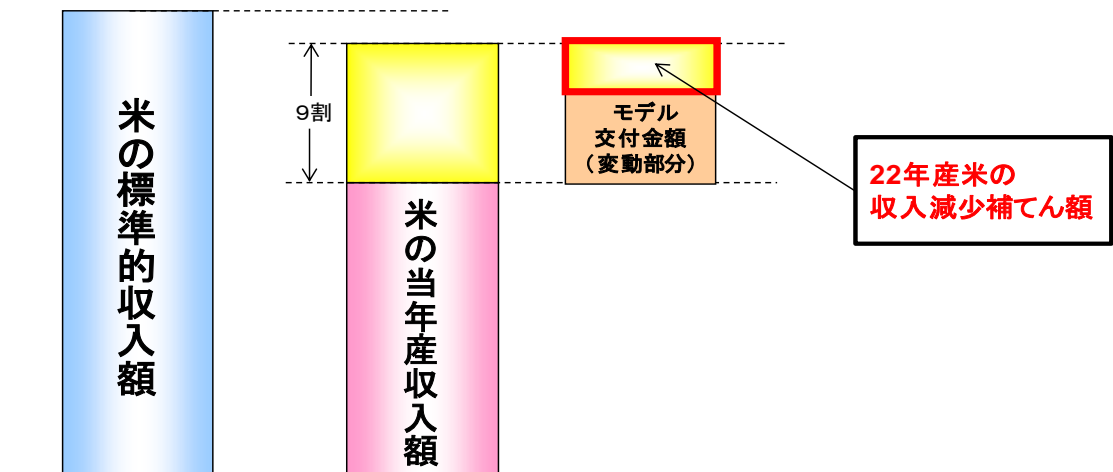 米の標準的収入額
9割
米の当年産収入額
モデル
交付金額
（変動部分）
22年産米の
収入減少補てん額